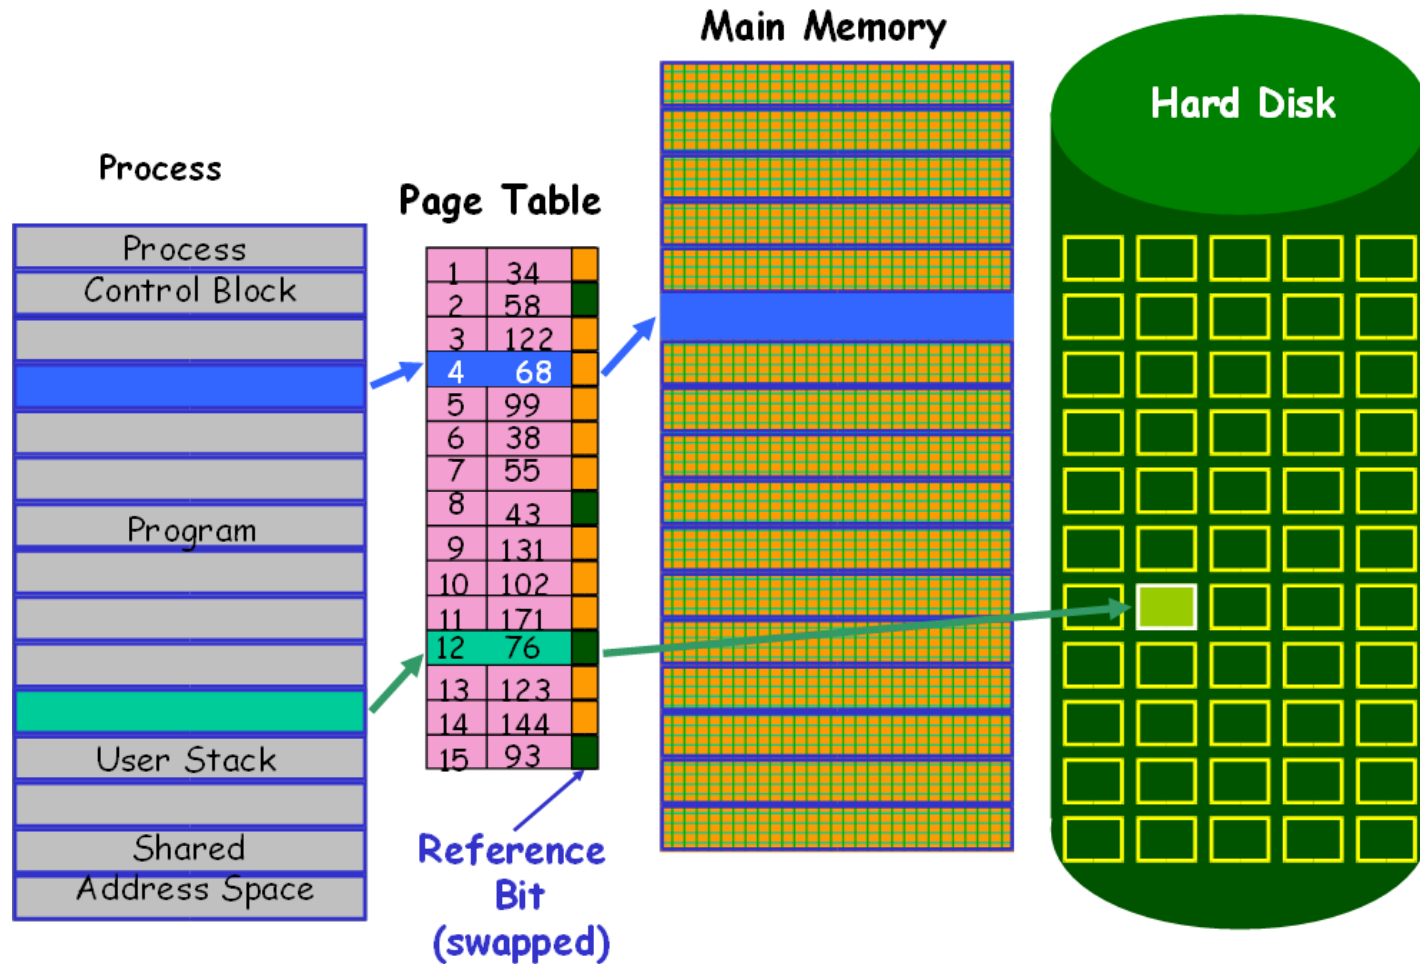 Main Memory
Hard Disk
Process
Page Table
Process
Control Block
Program
User Stack
Shared
Address Space
1 34
2 58
3 122
4 68
5 99
6 38
7 55
8 43
9 131
10 102
11 171
12 76
13 123
14 144
15 93
Reference
Bit
(swapped)